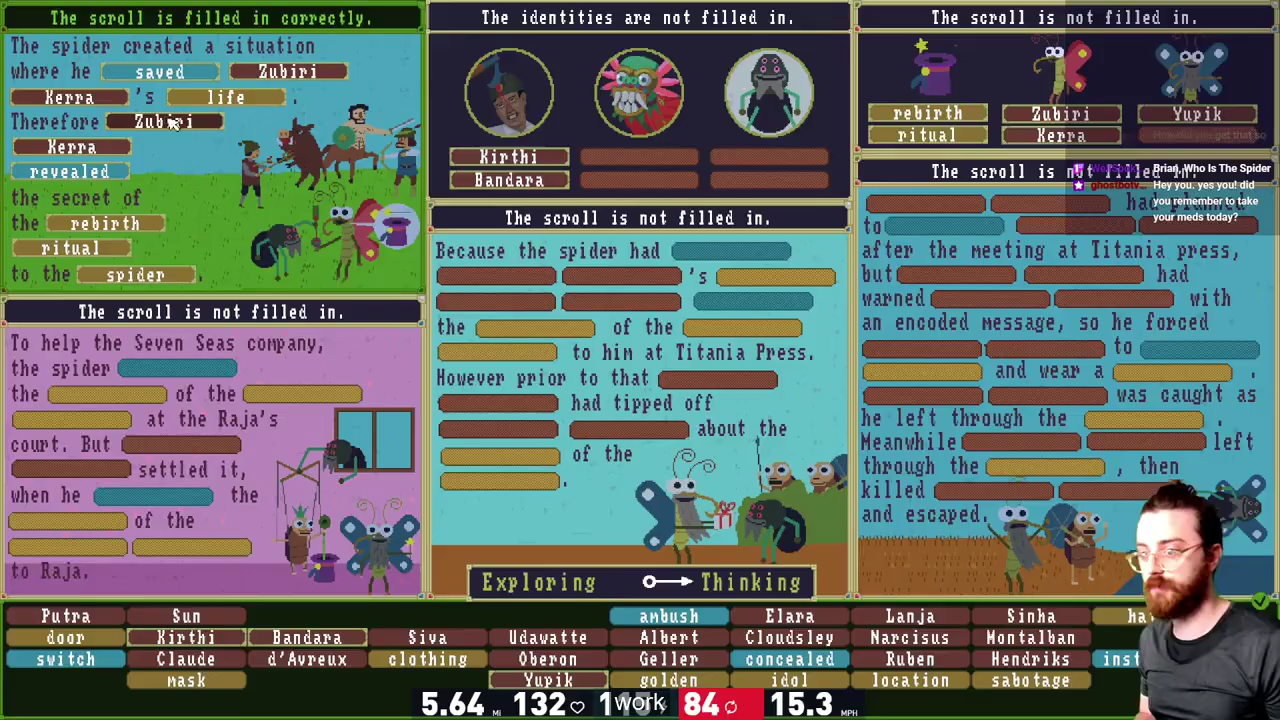 The scroll is filled in correctly.
The spider created a situation
where he saved Zubiri
Kerra 's life .
Therefore Zubiri
Kerra
revealed
the secret of
the rebirth
ritual
to the spider .
The scroll is not filled in.
To help the Seven Seas company,
the spider
the of the
at the Raja's
court. But
settled it,
when he the
of the
to Raja.
The identities are not filled in.
Kirthi
Bandara
The scroll is not filled in.
Because the spider had
's
the of the
to him at Titania Press.
However prior to that
had tipped off
about the
of the
.
Exploring Thinking
The scroll is not filled in.
rebirth Zubiri Yupik
ritual Kerra
The scroll is not filled in.
Brian, Who Is The Spider
ghostboty
Hey you. yes you! did
you remember to take
your meds today?
had planned
to
after the meeting at Titania press,
but had
warned with
an encoded message, so he forced
to
and wear a .
was caught as
he left through the .
Meanwhile left
through the , then
killed
and escaped.
Putra Sun ambush Elara Lanja Sinha
door Kirthi Bandara Siva Udawatte Albert Cloudsley Narcisus Montalban
switch Claude d'Avreux clothing Oberon Geller concealed Ruben Hendriks
mask Yupik golden idol location sabotage
5.64 MI 132 work 84 15.3 MPH